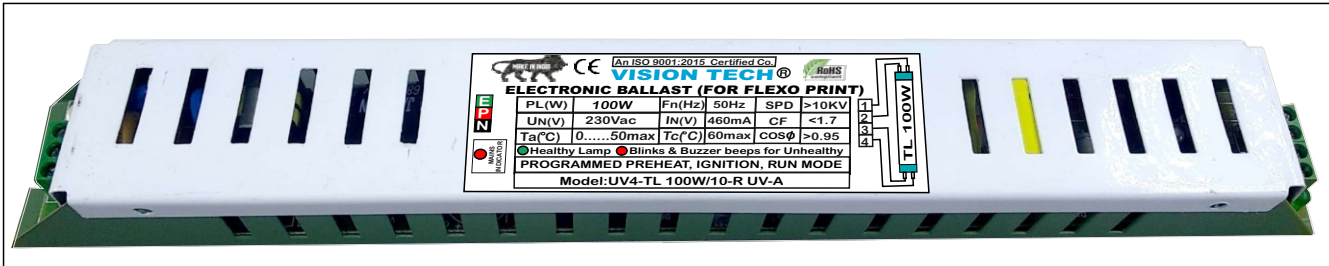 MAKE IN INDIA
CE An ISO 9001:2015 Certified Co.
VISION TECH®
RoHS
compliant
ELECTRONIC BALLAST (FOR FLEXO PRINT)
E
P
N
MAINS
INDICATOR
PL(W) 100W Fn(Hz) 50Hz SPD >10KV
UN(V) 230Vac IN(V) 460mA CF <1.7
Ta(°C) 0......50max Tc(°C) 60max COSϕ >0.95
Healthy Lamp Blinks & Buzzer beeps for Unhealthy
PROGRAMMED PREHEAT, IGNITION, RUN MODE
Model:UV4-TL 100W/10-R UV-A
1
2
3
4
TL 100W